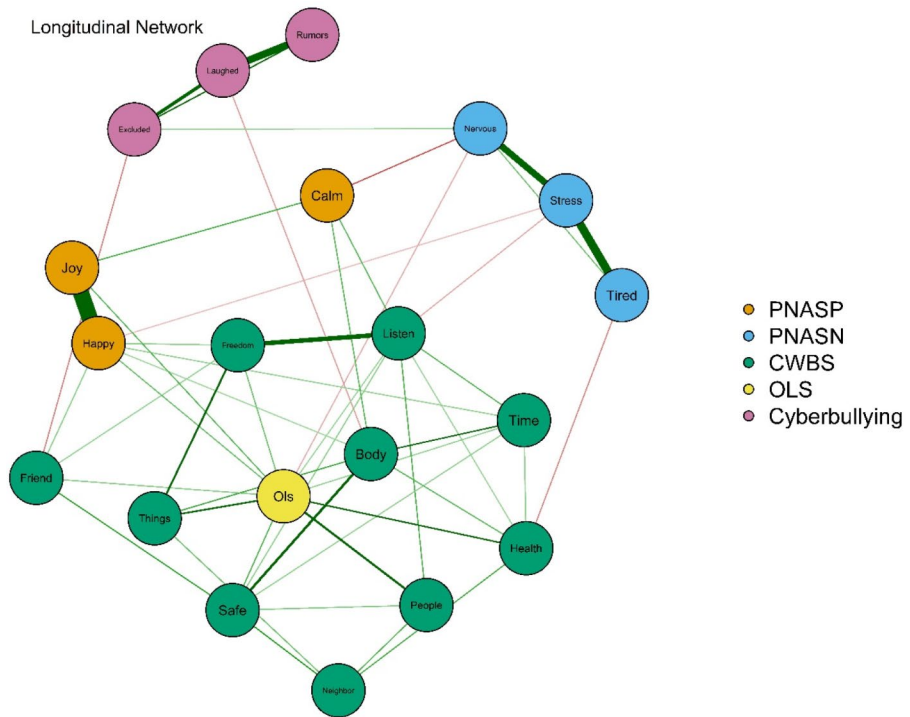 Longitudinal Network
Rumors
Laughed
Excluded
Nervous
Calm
Stress
Joy
Tired
Happy
Freedom
Listen
Time
Body
Friend
Ols
Things
Health
Safe
People
Neighbor
PNASP
PNASN
CWBS
OLS
Cyberbullying